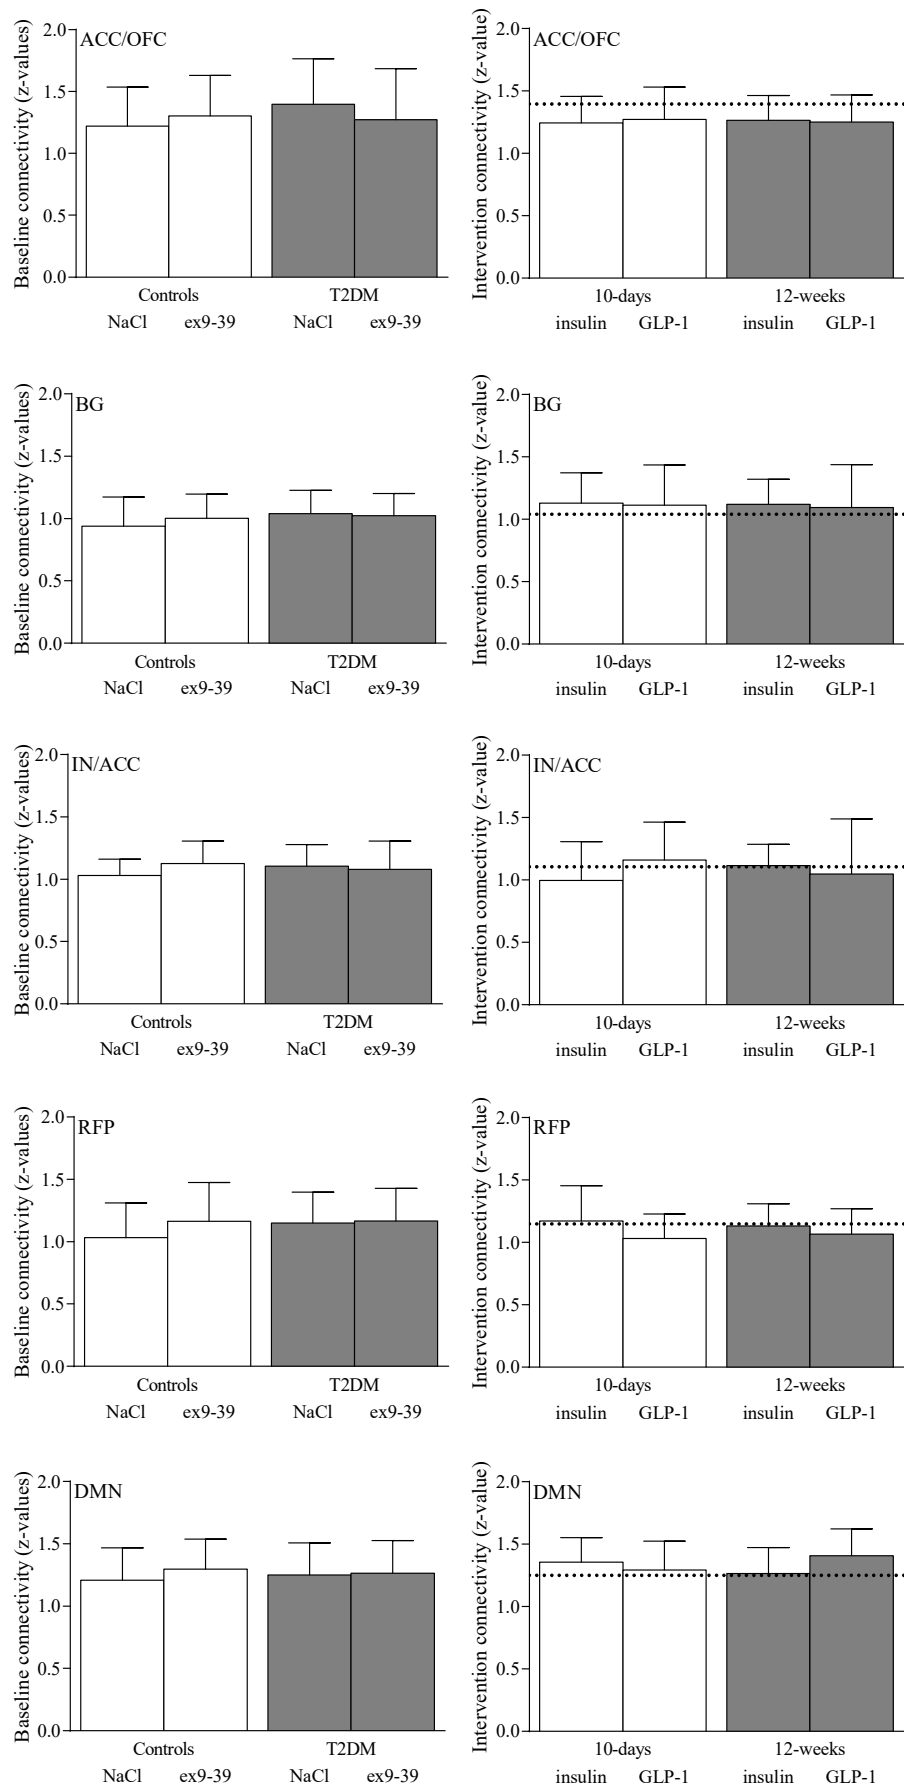 ACC/OFC
Baseline connectivity (z-values)
2.0
1.5
1.0
0.5
0.0
Controls T2DM
NaCl ex9-39 NaCl ex9-39
ACC/OFC
Intervention connectivity (z-value)
2.0
1.5
1.0
0.5
0.0
10-days 12-weeks
insulin GLP-1 insulin GLP-1
BG
Baseline connectivity (z-values)
2.0
1.5
1.0
0.5
0.0
Controls T2DM
NaCl ex9-39 NaCl ex9-39
BG
Intervention connectivity (z-value)
2.0
1.5
1.0
0.5
0.0
10-days 12-weeks
insulin GLP-1 insulin GLP-1
IN/ACC
Baseline connectivity (z-values)
2.0
1.5
1.0
0.5
0.0
Controls T2DM
NaCl ex9-39 NaCl ex9-39
IN/ACC
Intervention connectivity (z-value)
2.0
1.5
1.0
0.5
0.0
10-days 12-weeks
insulin GLP-1 insulin GLP-1
RFP
Baseline connectivity (z-values)
2.0
1.5
1.0
0.5
0.0
Controls T2DM
NaCl ex9-39 NaCl ex9-39
RFP
Intervention connectivity (z-value)
2.0
1.5
1.0
0.5
0.0
10-days 12-weeks
insulin GLP-1 insulin GLP-1
DMN
Baseline connectivity (z-values)
2.0
1.5
1.0
0.5
0.0
Controls T2DM
NaCl ex9-39 NaCl ex9-39
DMN
Intervention connectivity (z-value)
2.0
1.5
1.0
0.5
0.0
10-days 12-weeks
insulin GLP-1 insulin GLP-1